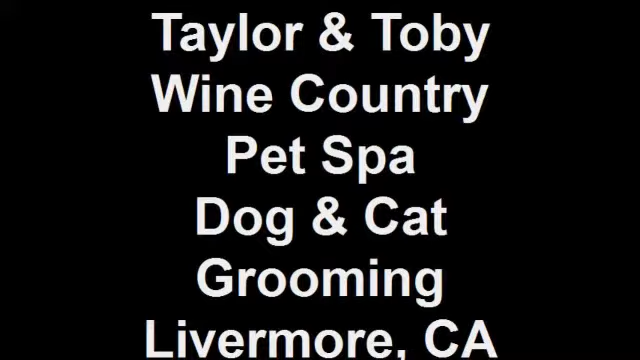 Taylor & Toby
Wine Country
Pet Spa
Dog & Cat
Grooming
Livermore, CA